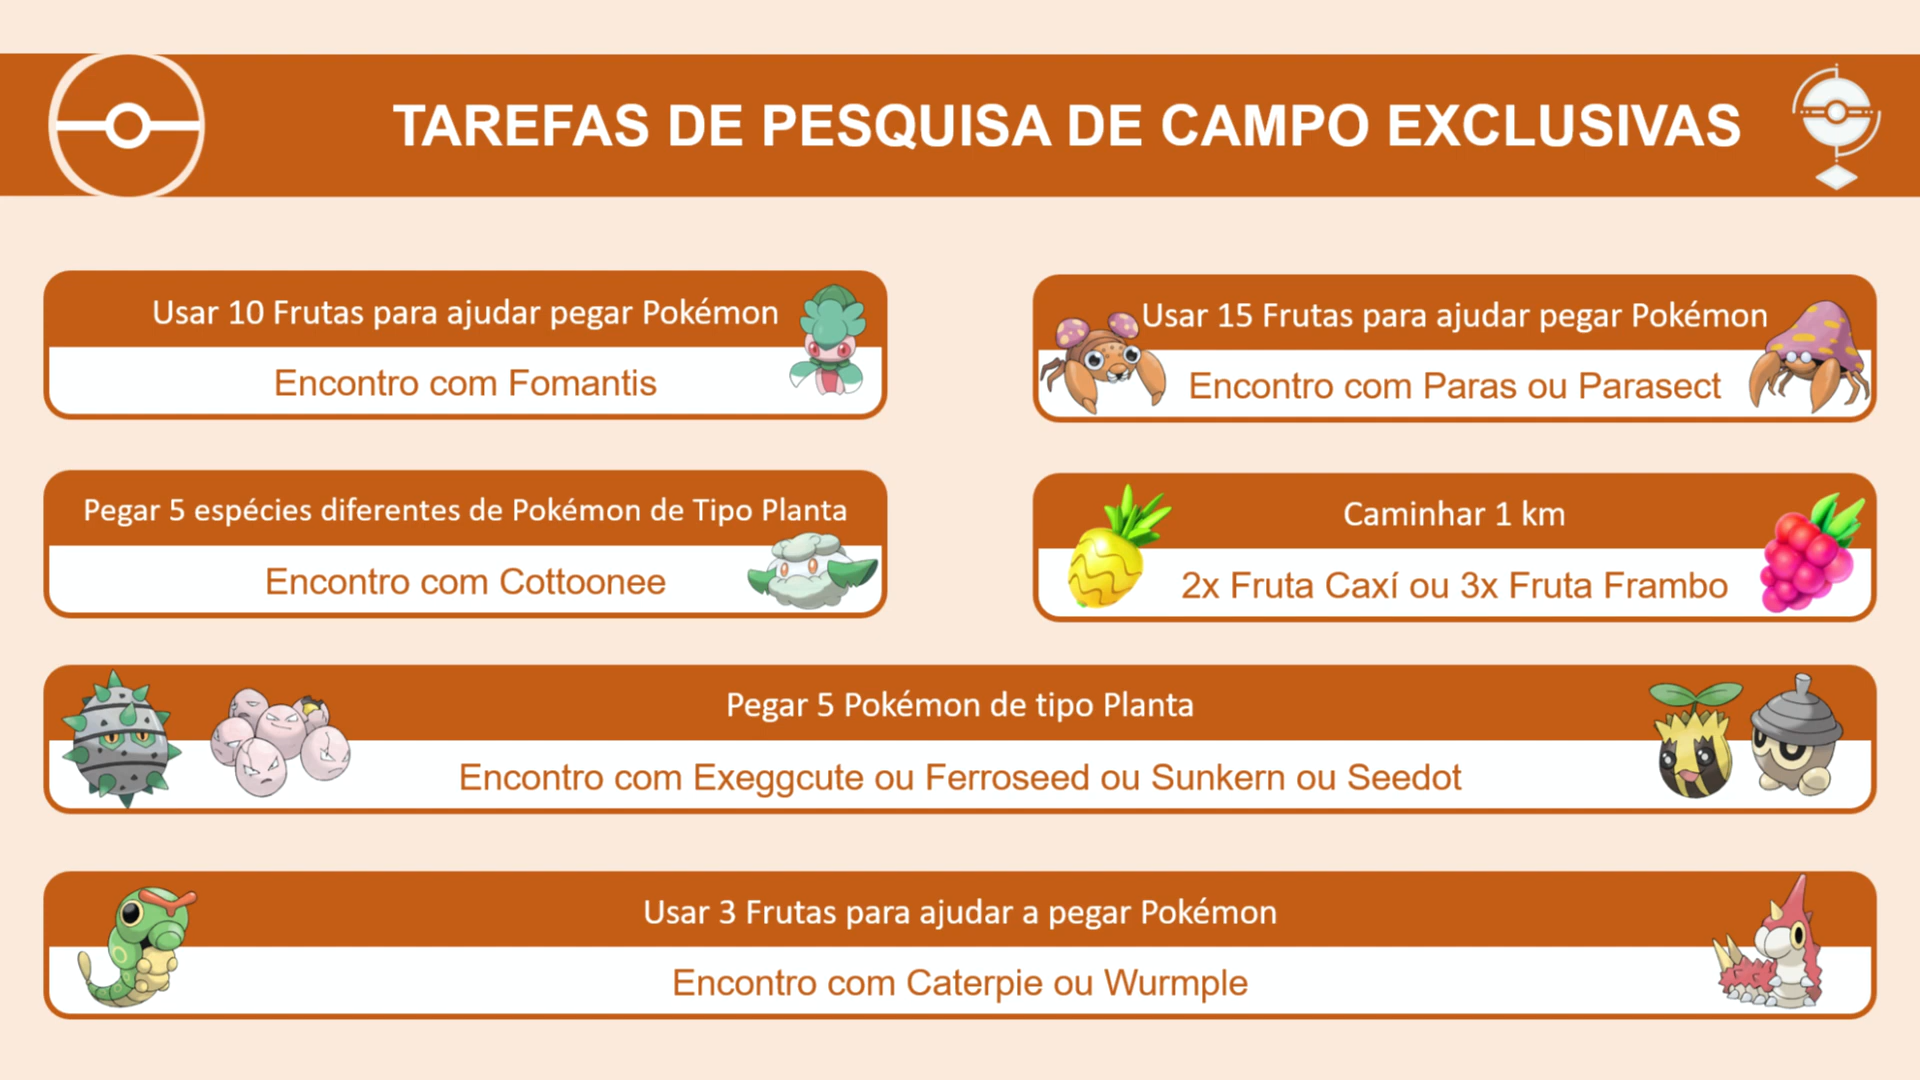 TAREFAS DE PESQUISA DE CAMPO EXCLUSIVAS
Usar 10 Frutas para ajudar pegar Pokémon
Encontro com Fomantis
Usar 15 Frutas para ajudar pegar Pokémon
Encontro com Paras ou Parasect
Pegar 5 espécies diferentes de Pokémon de Tipo Planta
Encontro com Cottoonee
Caminhar 1 km
2x Fruta Caxí ou 3x Fruta Frambo
Pegar 5 Pokémon de tipo Planta
Encontro com Exeggcute ou Ferroseed ou Sunkern ou Seedot
Usar 3 Frutas para ajudar a pegar Pokémon
Encontro com Caterpie ou Wurmple